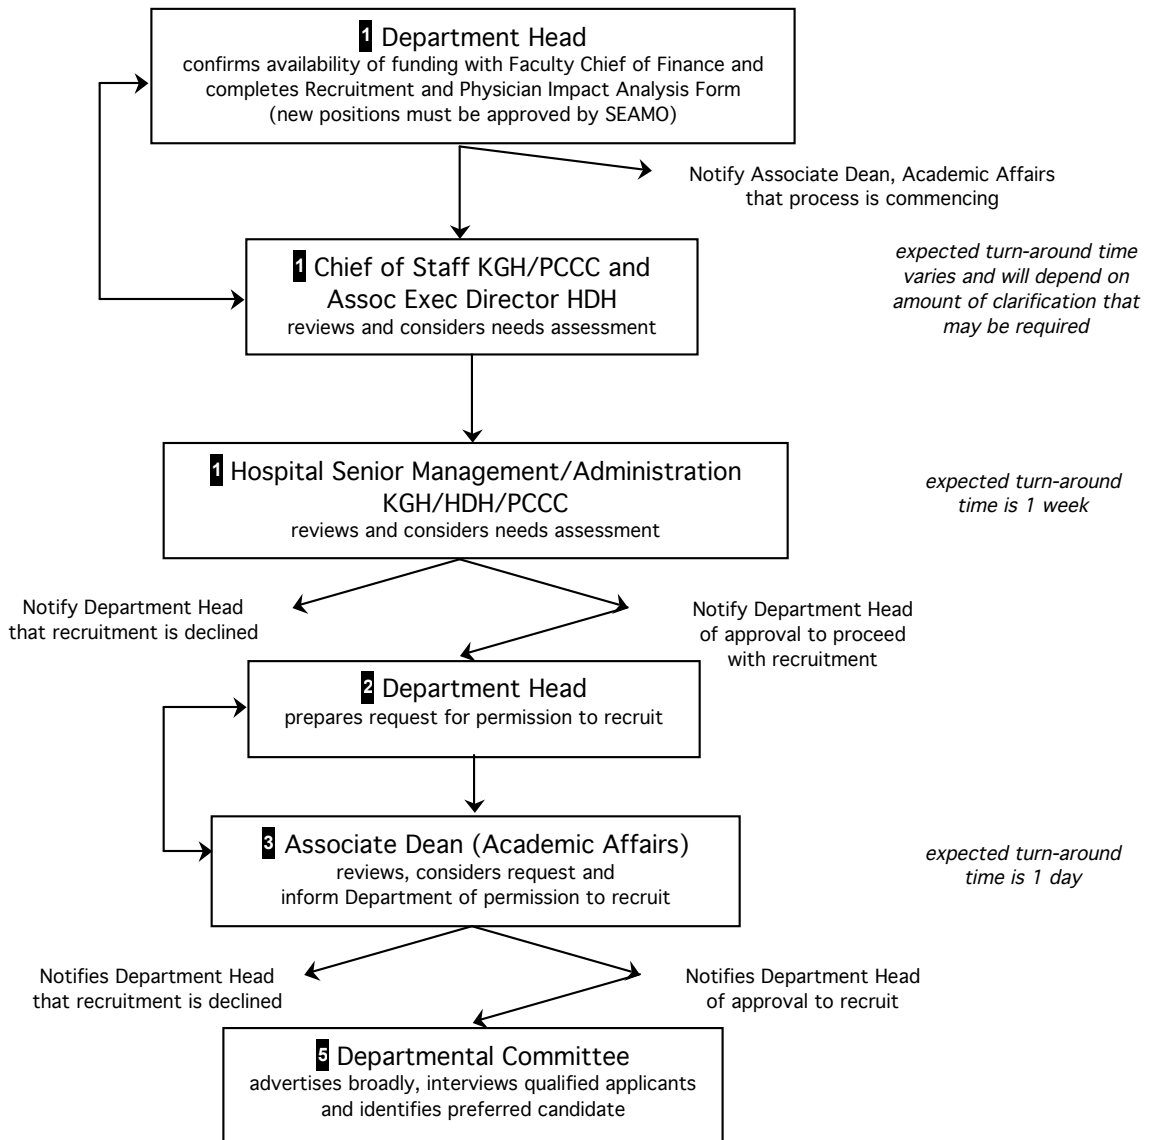 1 Department Head
confirms availability of funding with Faculty Chief of Finance and
completes Recruitment and Physician Impact Analysis Form
(new positions must be approved by SEAMO)
Notify Associate Dean, Academic Affairs
that process is commencing
1 Chief of Staff KGH/PCCC and
Assoc Exec Director HDH
reviews and considers needs assessment
expected turn-around time
varies and will depend on
amount of clarification that
may be required
1 Hospital Senior Management/Administration
KGH/HDH/PCCC
reviews and considers needs assessment
expected turn-around
time is 1 week
Notify Department Head
that recruitment is declined
Notify Department Head
of approval to proceed
with recruitment
2 Department Head
prepares request for permission to recruit
3 Associate Dean (Academic Affairs)
reviews, considers request and
inform Department of permission to recruit
expected turn-around
time is 1 day
Notifies Department Head
that recruitment is declined
Notifies Department Head
of approval to recruit
5 Departmental Committee
advertises broadly, interviews qualified applicants
and identifies preferred candidate